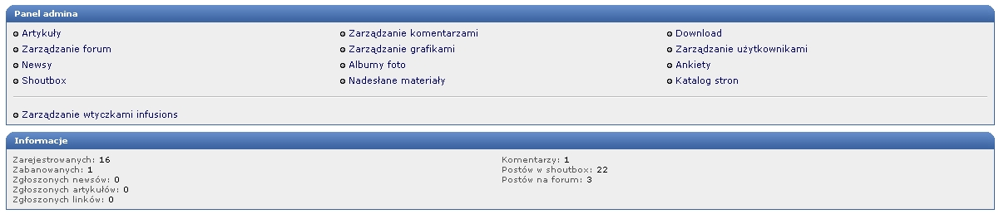 Panel admina
Artykuły Zarządzanie komentarzami Download
Zarządzanie forum Zarządzanie grafikami Zarządzanie użytkownikami
Newsy Albumy foto Ankiety
Shoutbox Nadesłane materiały Katalog stron
Zarządzanie wtyczkami infusions
Informacje
Zarejestrowanych: 16 Komentarzy: 1
Zabanowanych: 1 Postów w shoutbox: 22
Zgłoszonych newsów: 0 Postów na forum: 3
Zgłoszonych artykułów: 0
Zgłoszonych linków: 0